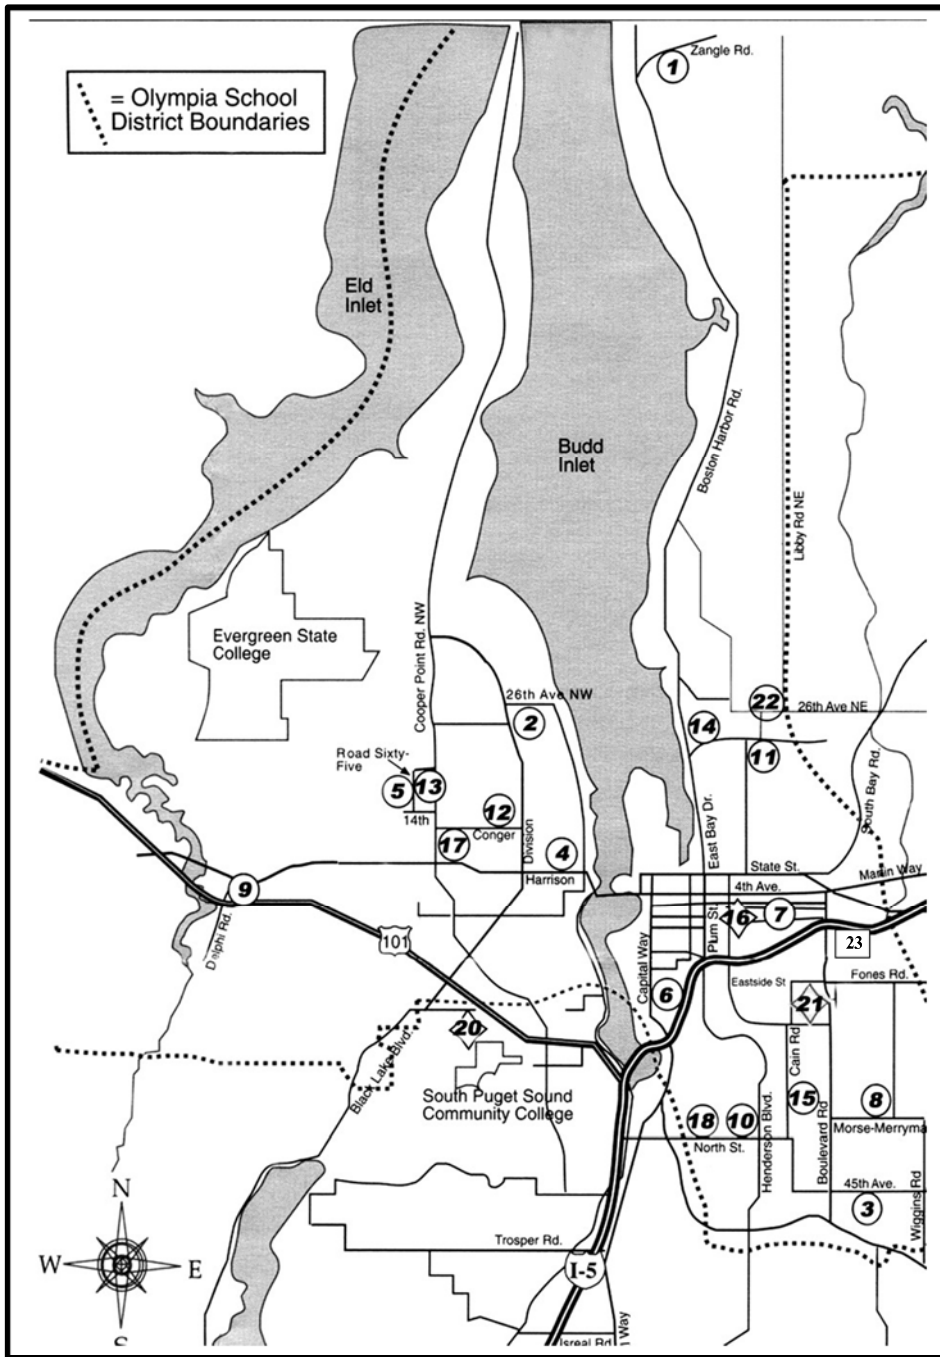 Zangle Rd.
1
= Olympia School
District Boundaries
Eld
Inlet
Budd
Inlet
Boston Harbor Rd.
Libby Rd NE
Evergreen State
College
Cooper Point Rd. NW
26th Ave NW
2
22
26th Ave NE
14
11
Road Sixty-
Five
5
13
14th
12
Conger
17
Division
4
Harrison
East Bay Dr.
South Bay Rd.
State St.
Martin Way
4th Ave.
9
Delphi Rd.
101
Plum St.
16
7
23
Capital Way
6
Eastside St
Fones Rd.
21
20
Black Lake Blvd.
South Puget Sound
Community College
Cain Rd
15
8
Morse-Merryma
18
10
North St.
Henderson Blvd.
Boulevard Rd
45th Ave.
3
Wiggins Rd
N
W
E
S
Trosper Rd.
I-5
Isreal Rd
Way